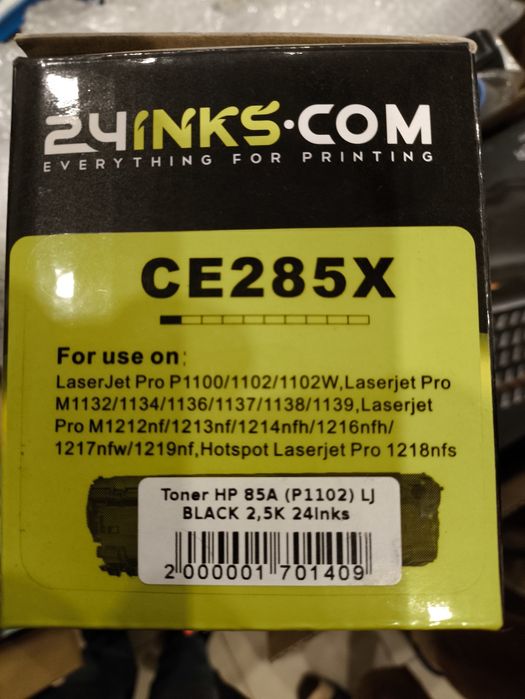 24INKS.COM
EVERYTHING FOR PRINTING
CE285X
For use on:
LaserJet Pro P1100/1102/1102W,Laserjet Pro
M1132/1134/1136/1137/1138/1139,Laserjet
Pro M1212nf/1213nf/1214nfh/1216nfh/
1217nfw/1219nf,Hotspot Laserjet Pro 1218nfs
Toner HP 85A (P1102) LJ
BLACK 2,5K 24Inks
2 000001 701409